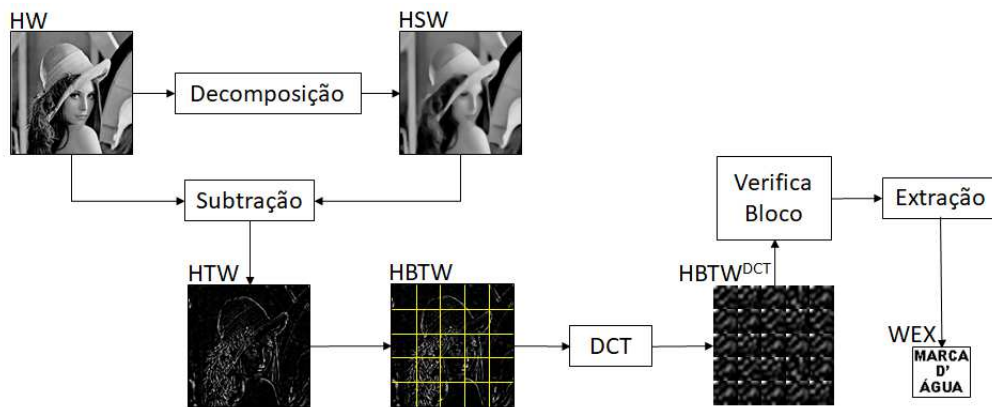 HW
HSW
Decomposição
Subtração
Verifica
Bloco
Extração
HTW
HBTW
HBTW^DCT
DCT
WEX
MARCA
D'
ÁGUA